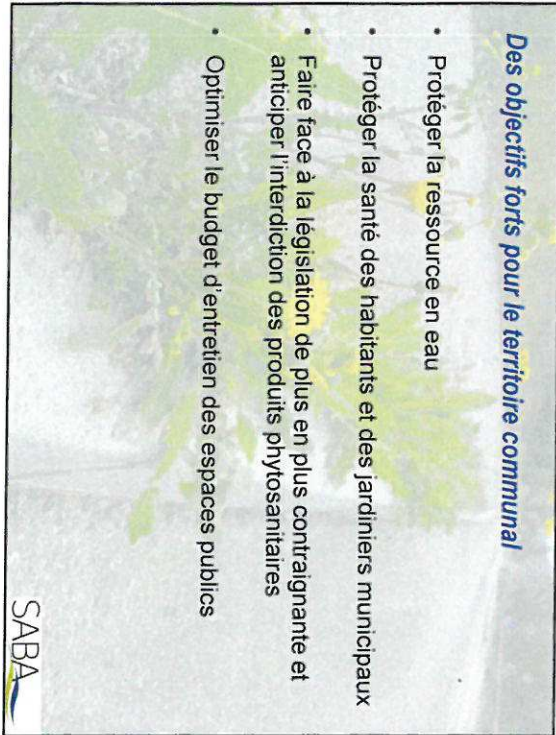 Des objectifs forts pour le territoire communal
• Protéger la ressource en eau
• Protéger la santé des habitants et des jardiniers municipaux
• Faire face à la législation de plus en plus contraignante et
anticiper l'interdiction des produits phytosanitaires
• Optimiser le budget d'entretien des espaces publics
SABA